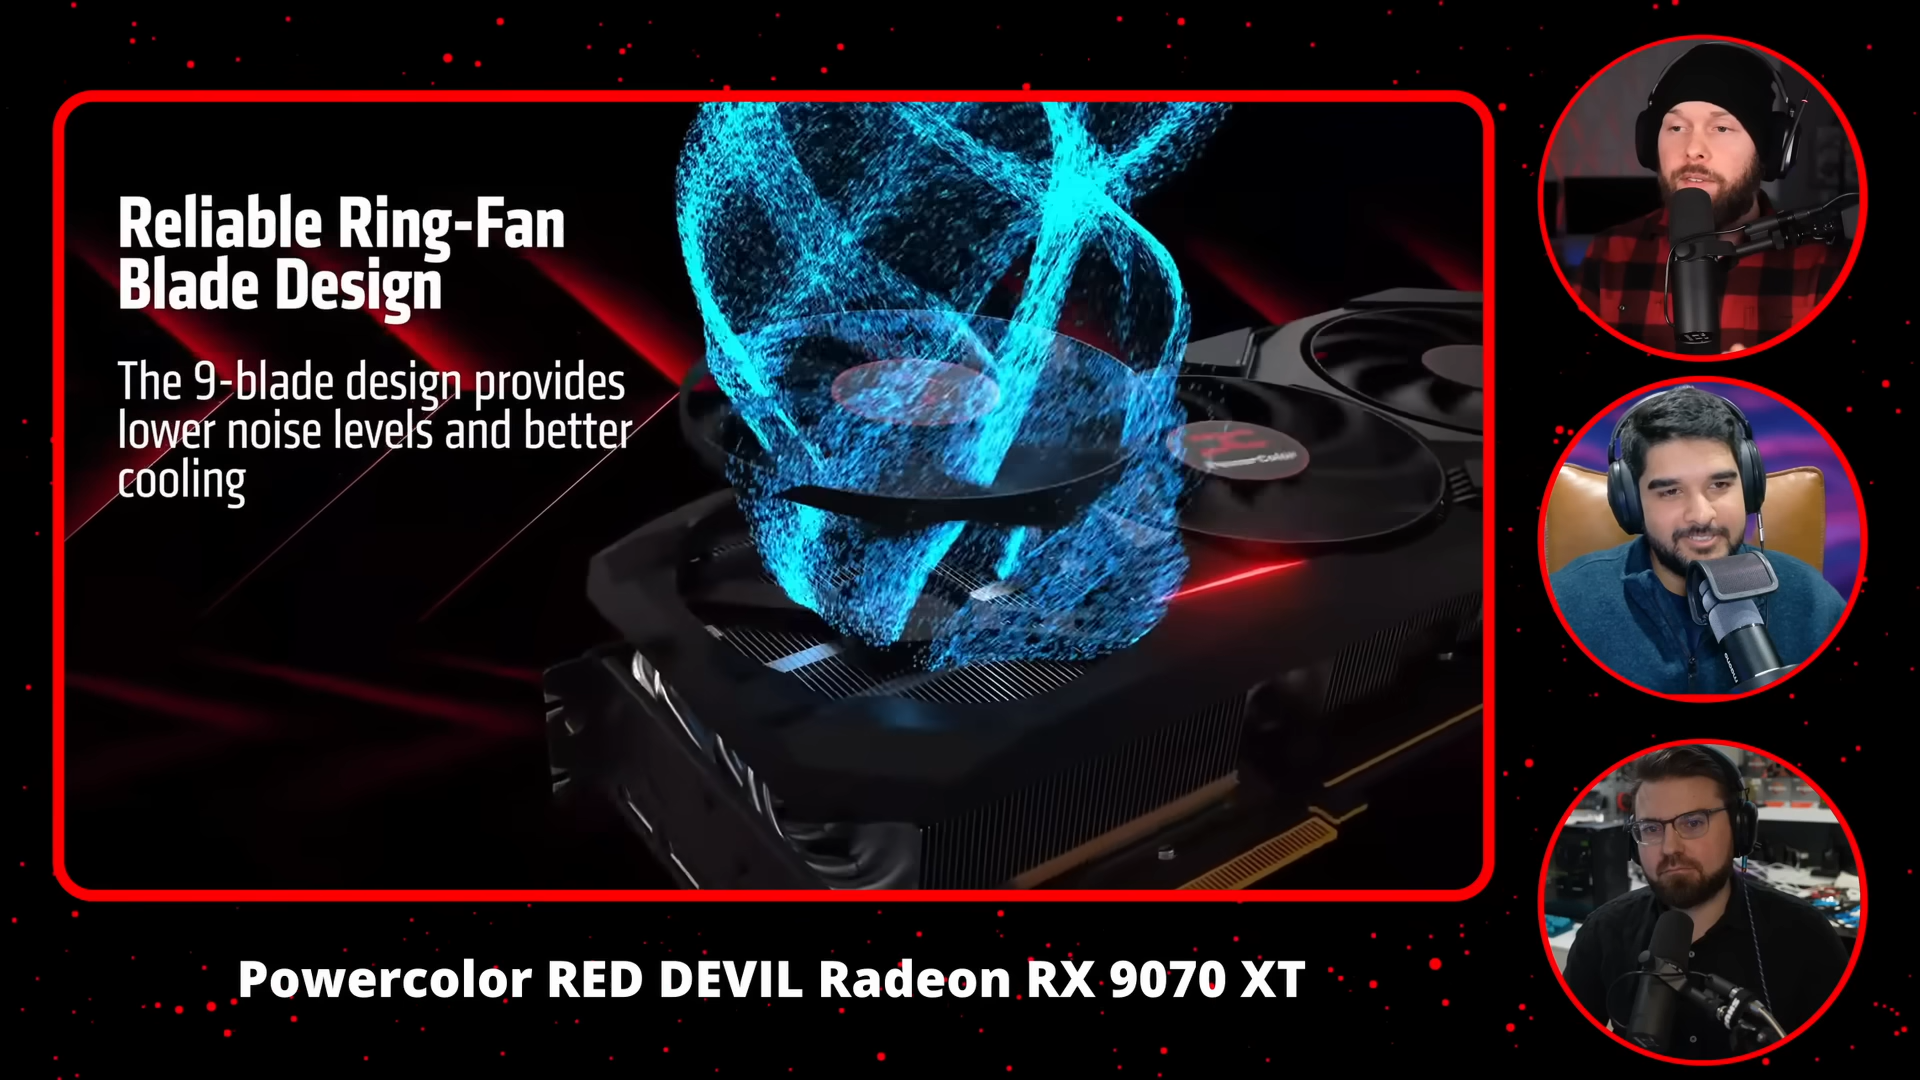 Reliable Ring-Fan
Blade Design
The 9-blade design provides
lower noise levels and better
cooling
PowerColor
Powercolor RED DEVIL Radeon RX 9070 XT